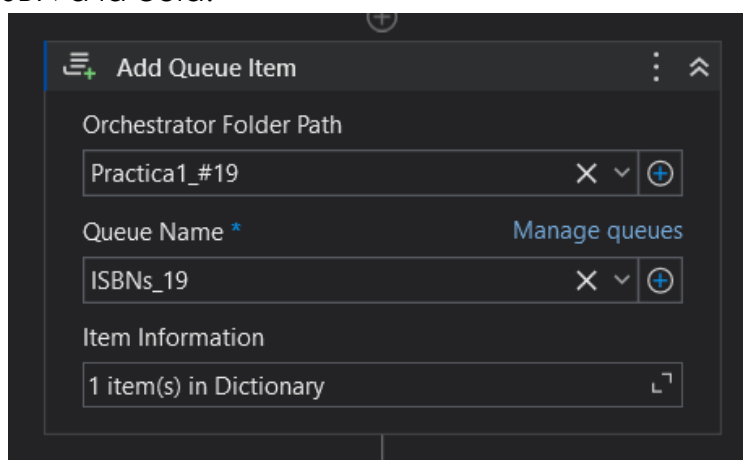 Add Queue Item
Orchestrator Folder Path
Practica1_#19
Queue Name * Manage queues
ISBNs_19
Item Information
1 item(s) in Dictionary